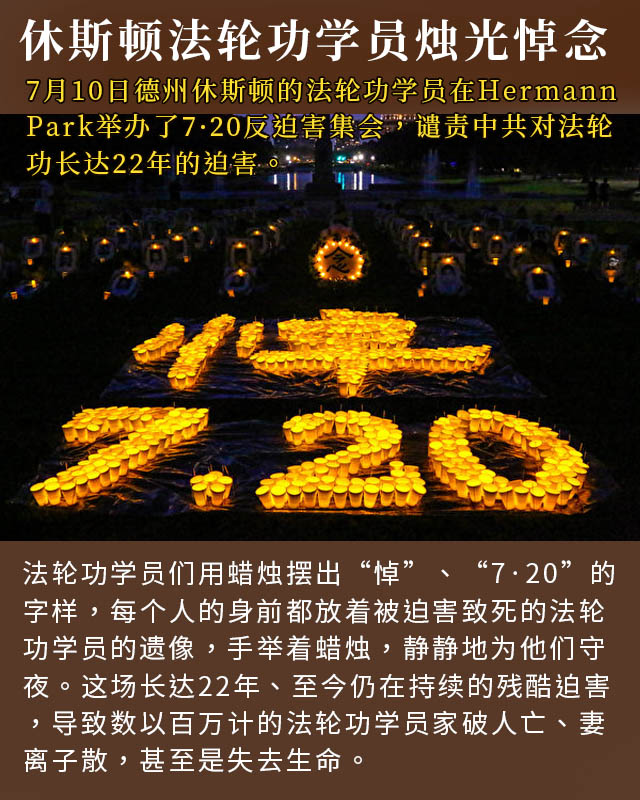 休斯顿法轮功学员烛光悼念
7月10日德州休斯顿的法轮功学员在Hermann
Park举办了7·20反迫害集会，谴责中共对法轮
功长达22年的迫害。
念
悼
7.20
法轮功学员们用蜡烛摆出“悼”、“7·20”的
字样，每个人的身前都放着被迫害致死的法轮
功学员的遗像，手举着蜡烛，静静地为他们守
夜。这场长达22年、至今仍在持续的残酷迫害
，导致数以百万计的法轮功学员家破人亡、妻
离子散，甚至是失去生命。